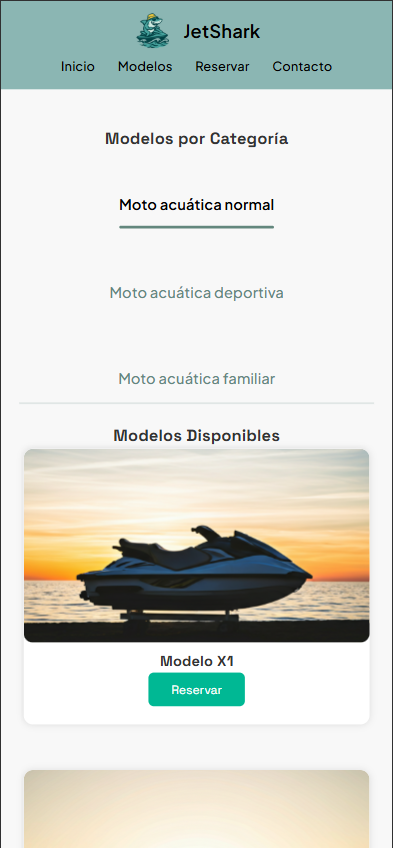 JetShark
Inicio Modelos Reservar Contacto
Modelos por Categoría
Moto acuática normal
Moto acuática deportiva
Moto acuática familiar
Modelos Disponibles
Modelo X1
Reservar